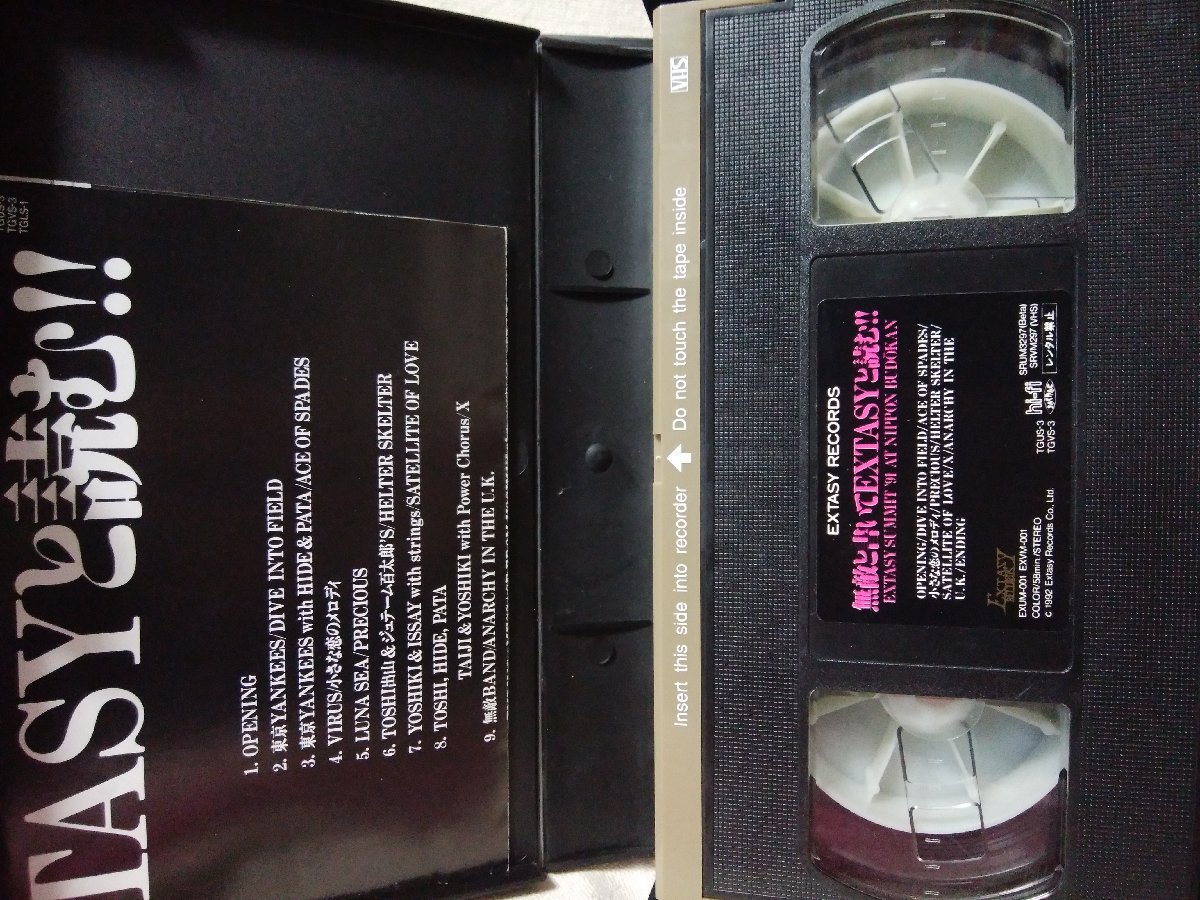 TGUS-3
TGVS-3
TGLS-1
TASYと読む!!
1. OPENING
2. 東京YANKEES/DIVE INTO FIELD
3. 東京YANKEES with HIDE & PATA/ACE OF SPADES
4. VIRUS/小さな恋のメロディ
5. LUNA SEA/PRECIOUS
6. TOSHI出山&ジュテーム百太郎'S/HELTER SKELTER
7. YOSHIKI & ISSAY with strings/SATELLITE OF LOVE
8. TOSHI, HIDE, PATA
TAIJI & YOSHIKI with Power Chorus/X
9. 無敵BAND/ANARCHY IN THE U.K.
Insert this side into recorder Do not touch the tape inside
VHS
EXTASY RECORDS
無敵と書いてEXTASYと読む!!
EXTASY SUMMIT '91 AT NIPPON BUDOKAN
OPENING/DIVE INTO FIELD/ACE OF SPADES/
小さな恋のメロディ/PRECIOUS/HELTER SKELTER/
SATELLITE OF LOVE/X/ANARCHY IN THE
U.K./ENDING
EXTASY
EXUM-001 EXVM-001
COLOR/58min/STEREO
C 1992 Extasy Records Co., Ltd.
TGUS-3
TGVS-3
hi-fi
SRUM3297(Beta)
SRVM297(VHS)
レンタル禁止